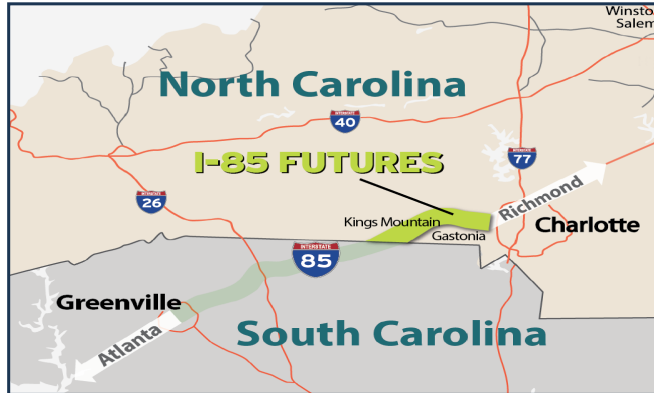 Winsto
Salem
North Carolina
INTERSTATE
40
I-85 FUTURES
INTERSTATE
77
INTERSTATE
26
Richmond
Kings Mountain
Charlotte
Gastonia
INTERSTATE
85
Greenville
Atlanta
South Carolina